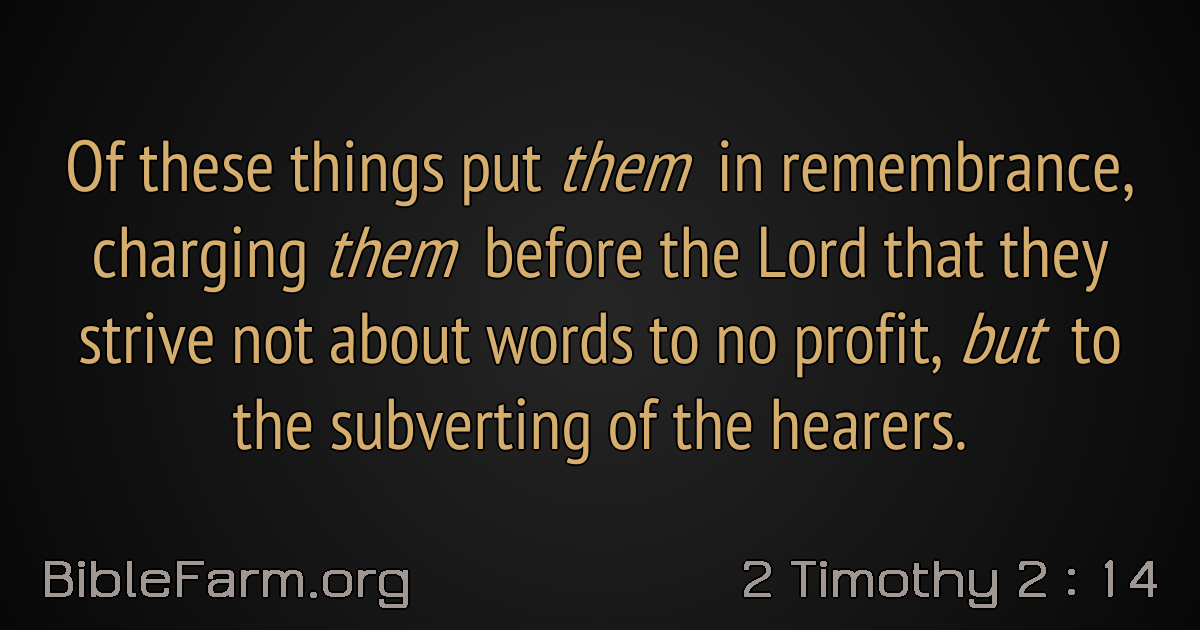 Of these things put them in remembrance,
charging them before the Lord that they
strive not about words to no profit, but to
the subverting of the hearers.
BibleFarm.org
2 Timothy 2 : 14